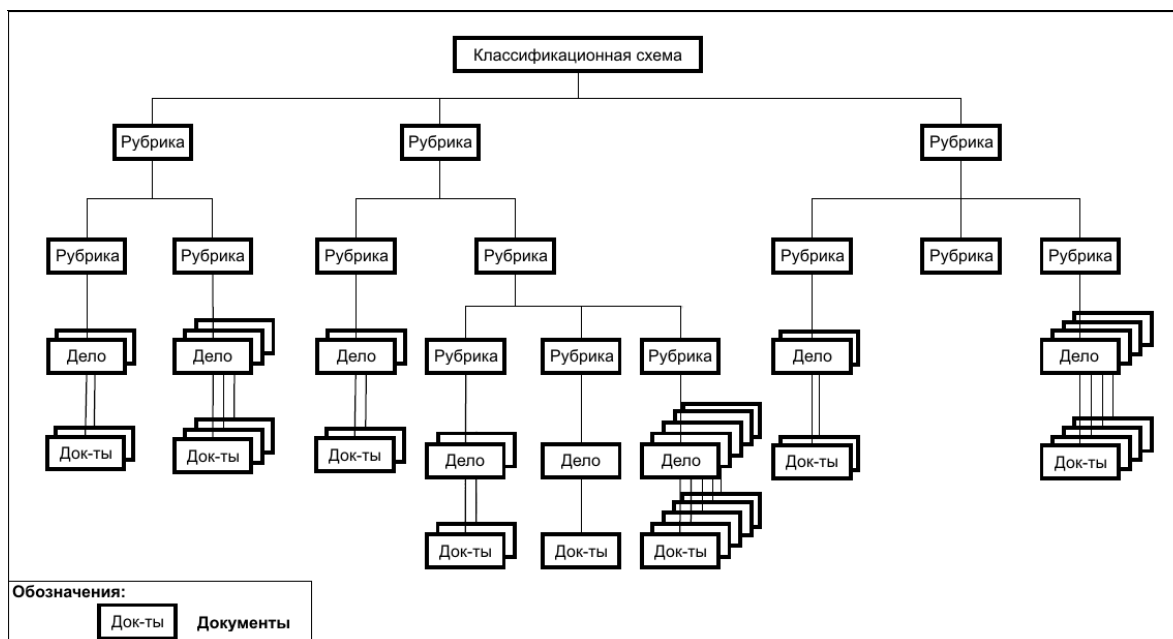 Классификационная схема
Рубрика Рубрика Рубрика
Рубрика Рубрика Рубрика Рубрика Рубрика Рубрика Рубрика
Дело Дело Дело Рубрика Рубрика Рубрика Дело Дело
Док-ты Док-ты Док-ты Дело Дело Дело Док-ты Док-ты
Док-ты Док-ты Док-ты
Обозначения:
Док-ты Документы